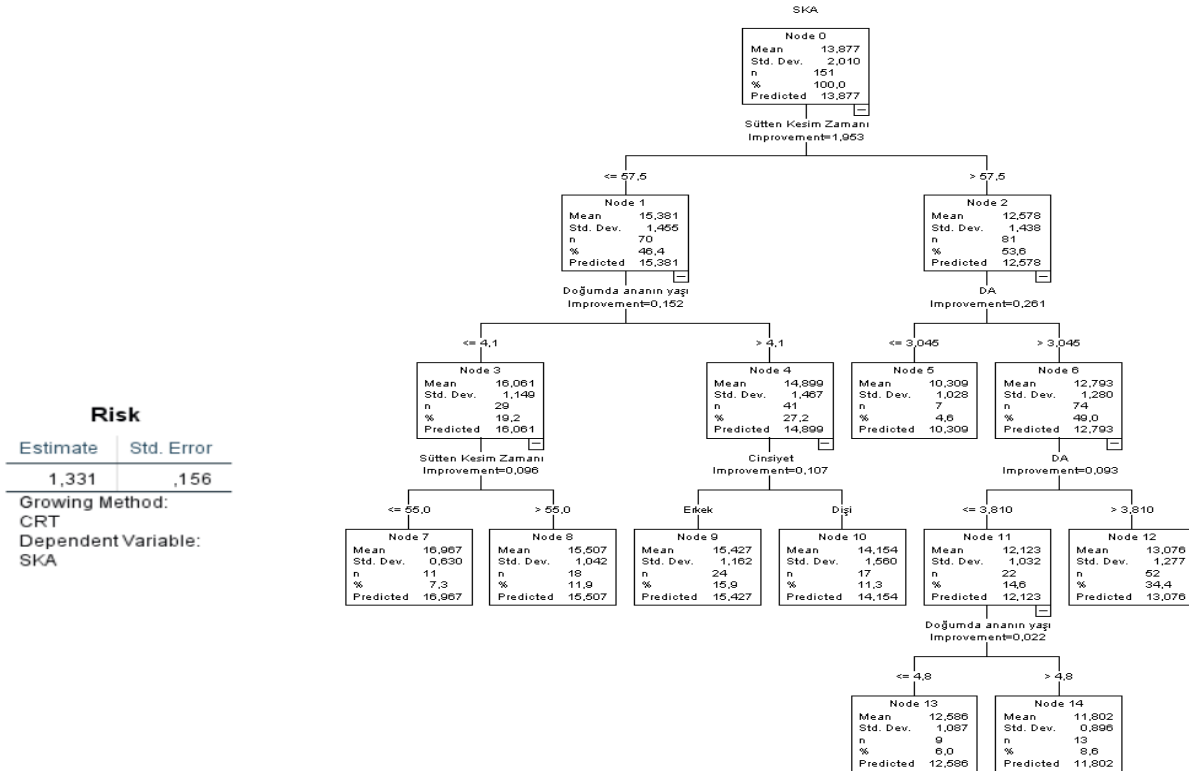 Risk
Estimate Std. Error
1,331 ,156
Growing Method:
CRT
Dependent Variable:
SKA
SKA
Node 0
Mean 13,877
Std. Dev. 2,010
n 151
% 100,0
Predicted 13,877
Sütten Kesim Zamanı
Improvement=1,953
<= 57,5
> 57,5
Node 1
Mean 15,381
Std. Dev. 1,455
n 70
% 46,4
Predicted 15,381
Node 2
Mean 12,578
Std. Dev. 1,438
n 81
% 53,6
Predicted 12,578
Doğumda ananın yaşı
Improvement=0,152
DA
Improvement=0,261
<= 4,1
> 4,1
<= 3,045
> 3,045
Node 3
Mean 16,061
Std. Dev. 1,149
n 29
% 19,2
Predicted 16,061
Node 4
Mean 14,899
Std. Dev. 1,467
n 41
% 27,2
Predicted 14,899
Node 5
Mean 10,309
Std. Dev. 1,028
n 7
% 4,6
Predicted 10,309
Node 6
Mean 12,793
Std. Dev. 1,280
n 74
% 49,0
Predicted 12,793
Sütten Kesim Zamanı
Improvement=0,096
Cinsiyet
Improvement=0,107
DA
Improvement=0,093
<= 55,0
> 55,0
Erkek
Dişi
<= 3,810
> 3,810
Node 7
Mean 16,967
Std. Dev. 0,630
n 11
% 7,3
Predicted 16,967
Node 8
Mean 15,507
Std. Dev. 1,042
n 18
% 11,9
Predicted 15,507
Node 9
Mean 15,427
Std. Dev. 1,162
n 24
% 15,9
Predicted 15,427
Node 10
Mean 14,154
Std. Dev. 1,560
n 17
% 11,3
Predicted 14,154
Node 11
Mean 12,123
Std. Dev. 1,032
n 22
% 14,6
Predicted 12,123
Node 12
Mean 13,076
Std. Dev. 1,277
n 52
% 34,4
Predicted 13,076
Doğumda ananın yaşı
Improvement=0,022
<= 4,8
> 4,8
Node 13
Mean 12,586
Std. Dev. 1,087
n 9
% 6,0
Predicted 12,586
Node 14
Mean 11,802
Std. Dev. 0,896
n 13
% 8,6
Predicted 11,802